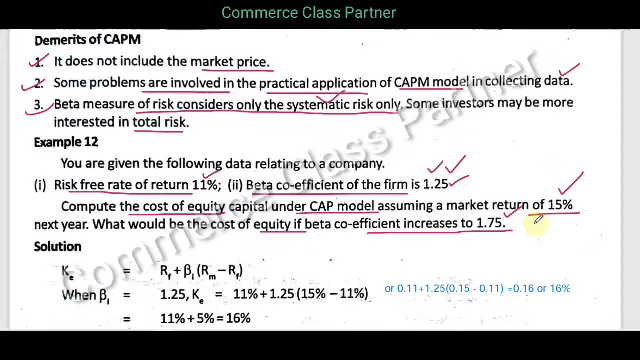 Commerce Class Partner
Demerits of CAPM
1. It does not include the market price.
2. Some problems are involved in the practical application of CAPM model in collecting data.
3. Beta measure of risk considers only the systematic risk only. Some investors may be more
interested in total risk.
Example 12
You are given the following data relating to a company.
(i) Risk free rate of return 11%; (ii) Beta co-efficient of the firm is 1.25
Compute the cost of equity capital under CAP model assuming a market return of 15%
next year. What would be the cost of equity if beta co-efficient increases to 1.75.
Solution
Ke = Rf + βi (Rm – Rf)
When βi = 1.25, Ke = 11% + 1.25 (15% – 11%)
or 0.11+1.25(0.15 - 0.11) =0.16 or 16%
= 11% + 5% = 16%
Commerce Class Partner